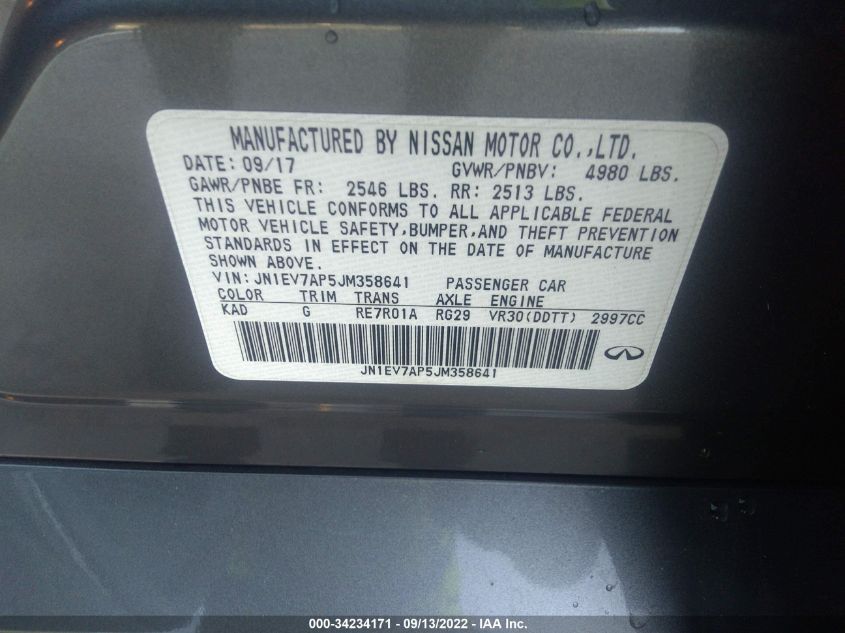 MANUFACTURED BY NISSAN MOTOR CO.,LTD.
DATE: 09/17 GVWR/PNBV: 4980 LBS.
GAWR/PNBE FR: 2546 LBS. RR: 2513 LBS.
THIS VEHICLE CONFORMS TO ALL APPLICABLE FEDERAL
MOTOR VEHICLE SAFETY,BUMPER,AND THEFT PREVENTION
STANDARDS IN EFFECT ON THE DATE OF MANUFACTURE
SHOWN ABOVE.
VIN: JN1EV7AP5JM358641 PASSENGER CAR
COLOR TRIM TRANS AXLE ENGINE
KAD G RE7R01A RG29 VR30(DDTT) 2997CC
JN1EV7AP5JM358641
000-34234171 - 09/13/2022 - IAA Inc.